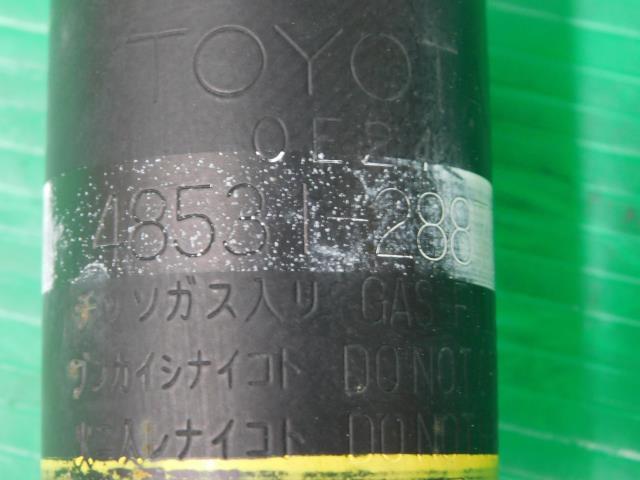 TOYOT
0E24
48531-288
チッソガス入リ GAS F
ブンカイシナイコト DO NOT
火ニ入レナイコト DO NOT